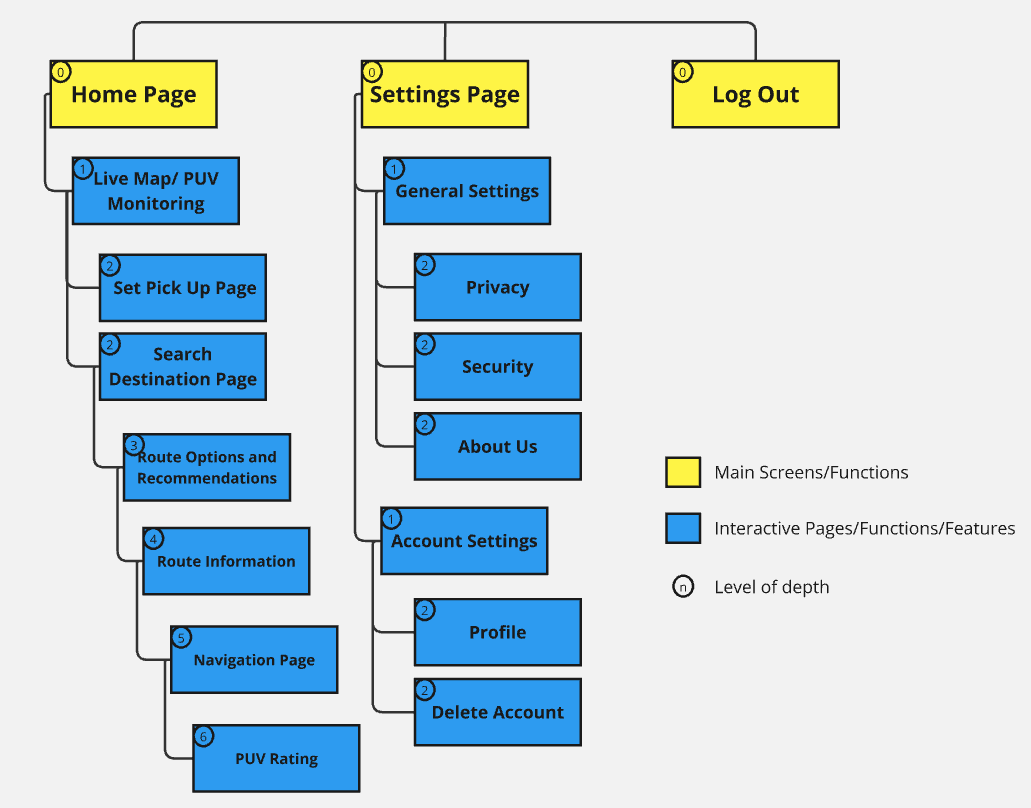 0
Home Page
0
Settings Page
0
Log Out
1
Live Map/ PUV
Monitoring
2
Set Pick Up Page
2
Search
Destination Page
3
Route Options and
Recommendations
4
Route Information
5
Navigation Page
6
PUV Rating
1
General Settings
2
Privacy
2
Security
2
About Us
1
Account Settings
2
Profile
2
Delete Account
Main Screens/Functions
Interactive Pages/Functions/Features
n
Level of depth